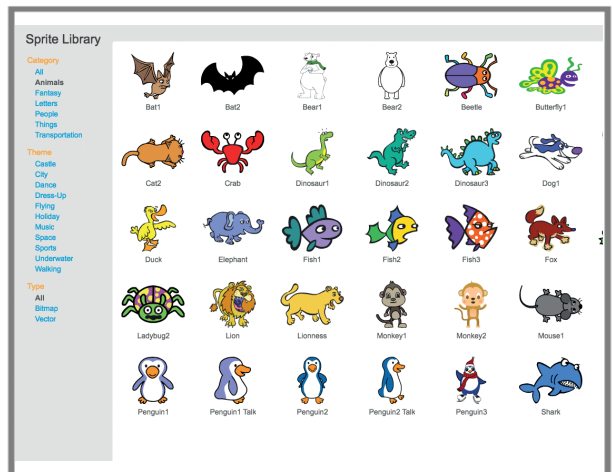 Sprite Library
Category
All
Animals
Fantasy
Letters
People
Things
Transportation
Theme
Castle
City
Dance
Dress-Up
Flying
Holiday
Music
Space
Sports
Underwater
Walking
Type
All
Bitmap
Vector
Bat1 Bat2 Bear1 Bear2 Beetle Butterfly1
Cat2 Crab Dinosaur1 Dinosaur2 Dinosaur3 Dog1
Duck Elephant Fish1 Fish2 Fish3 Fox
Ladybug2 Lion Lionness Monkey1 Monkey2 Mouse1
Penguin1 Penguin1 Talk Penguin2 Penguin2 Talk Penguin3 Shark